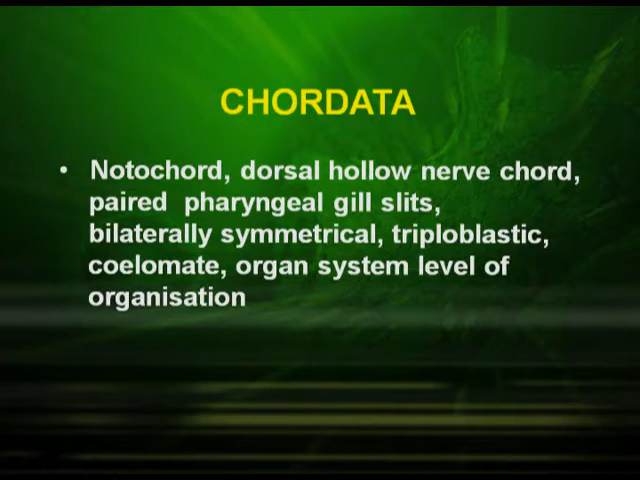 CHORDATA
• Notochord, dorsal hollow nerve chord,
paired pharyngeal gill slits,
bilaterally symmetrical, triploblastic,
coelomate, organ system level of
organisation